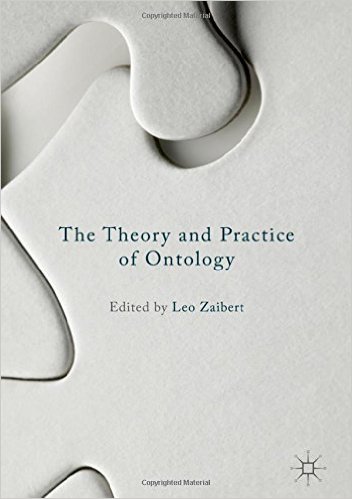 Copyrighted Material
The Theory and Practice
of Ontology
Edited by Leo Zaibert
Copyrighted Material